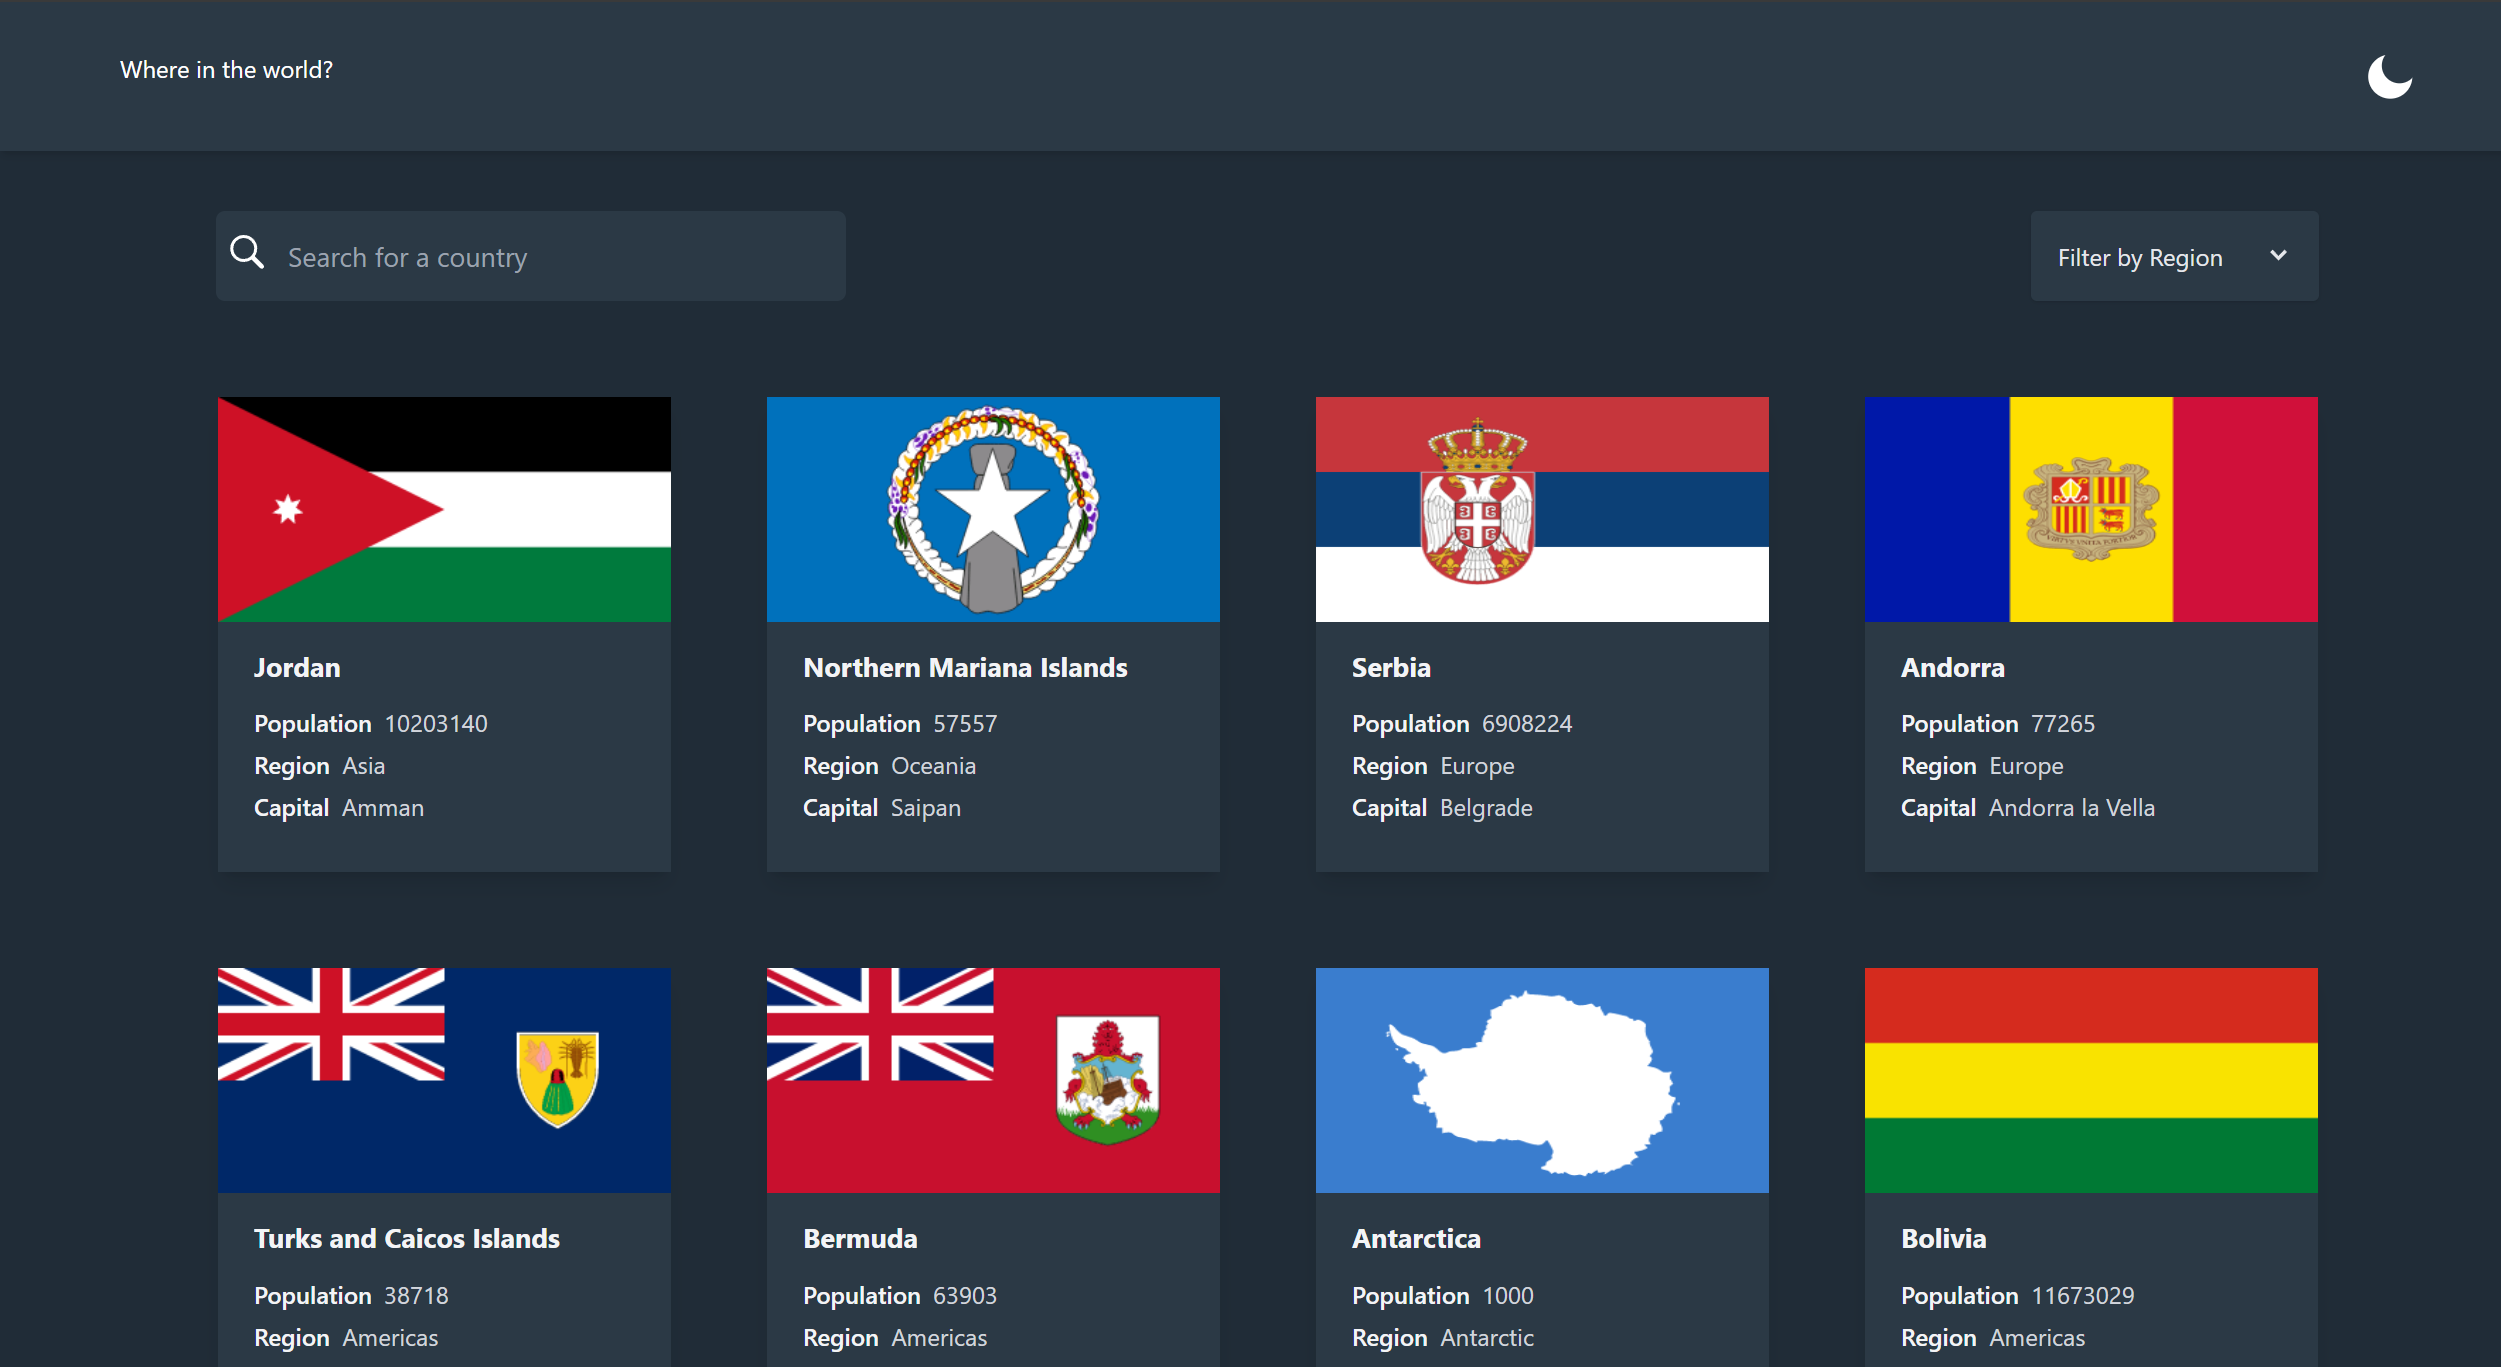 Where in the world?
Search for a country
Filter by Region
Jordan
Population 10203140
Region Asia
Capital Amman
Northern Mariana Islands
Population 57557
Region Oceania
Capital Saipan
Serbia
Population 6908224
Region Europe
Capital Belgrade
Andorra
Population 77265
Region Europe
Capital Andorra la Vella
VIRTVS VNITA FORTIOR
Turks and Caicos Islands
Population 38718
Region Americas
Bermuda
Population 63903
Region Americas
Antarctica
Population 1000
Region Antarctic
Bolivia
Population 11673029
Region Americas